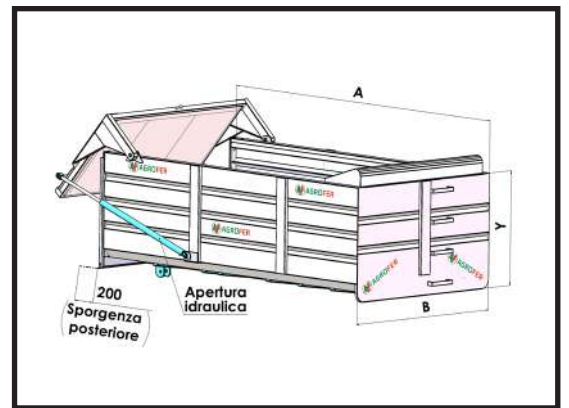 A
AGROFER
AGROFER
AGROFER
Y
AGROFER
AGROFER
B
200
(Sporgenza
posteriore)
Apertura
idraulica